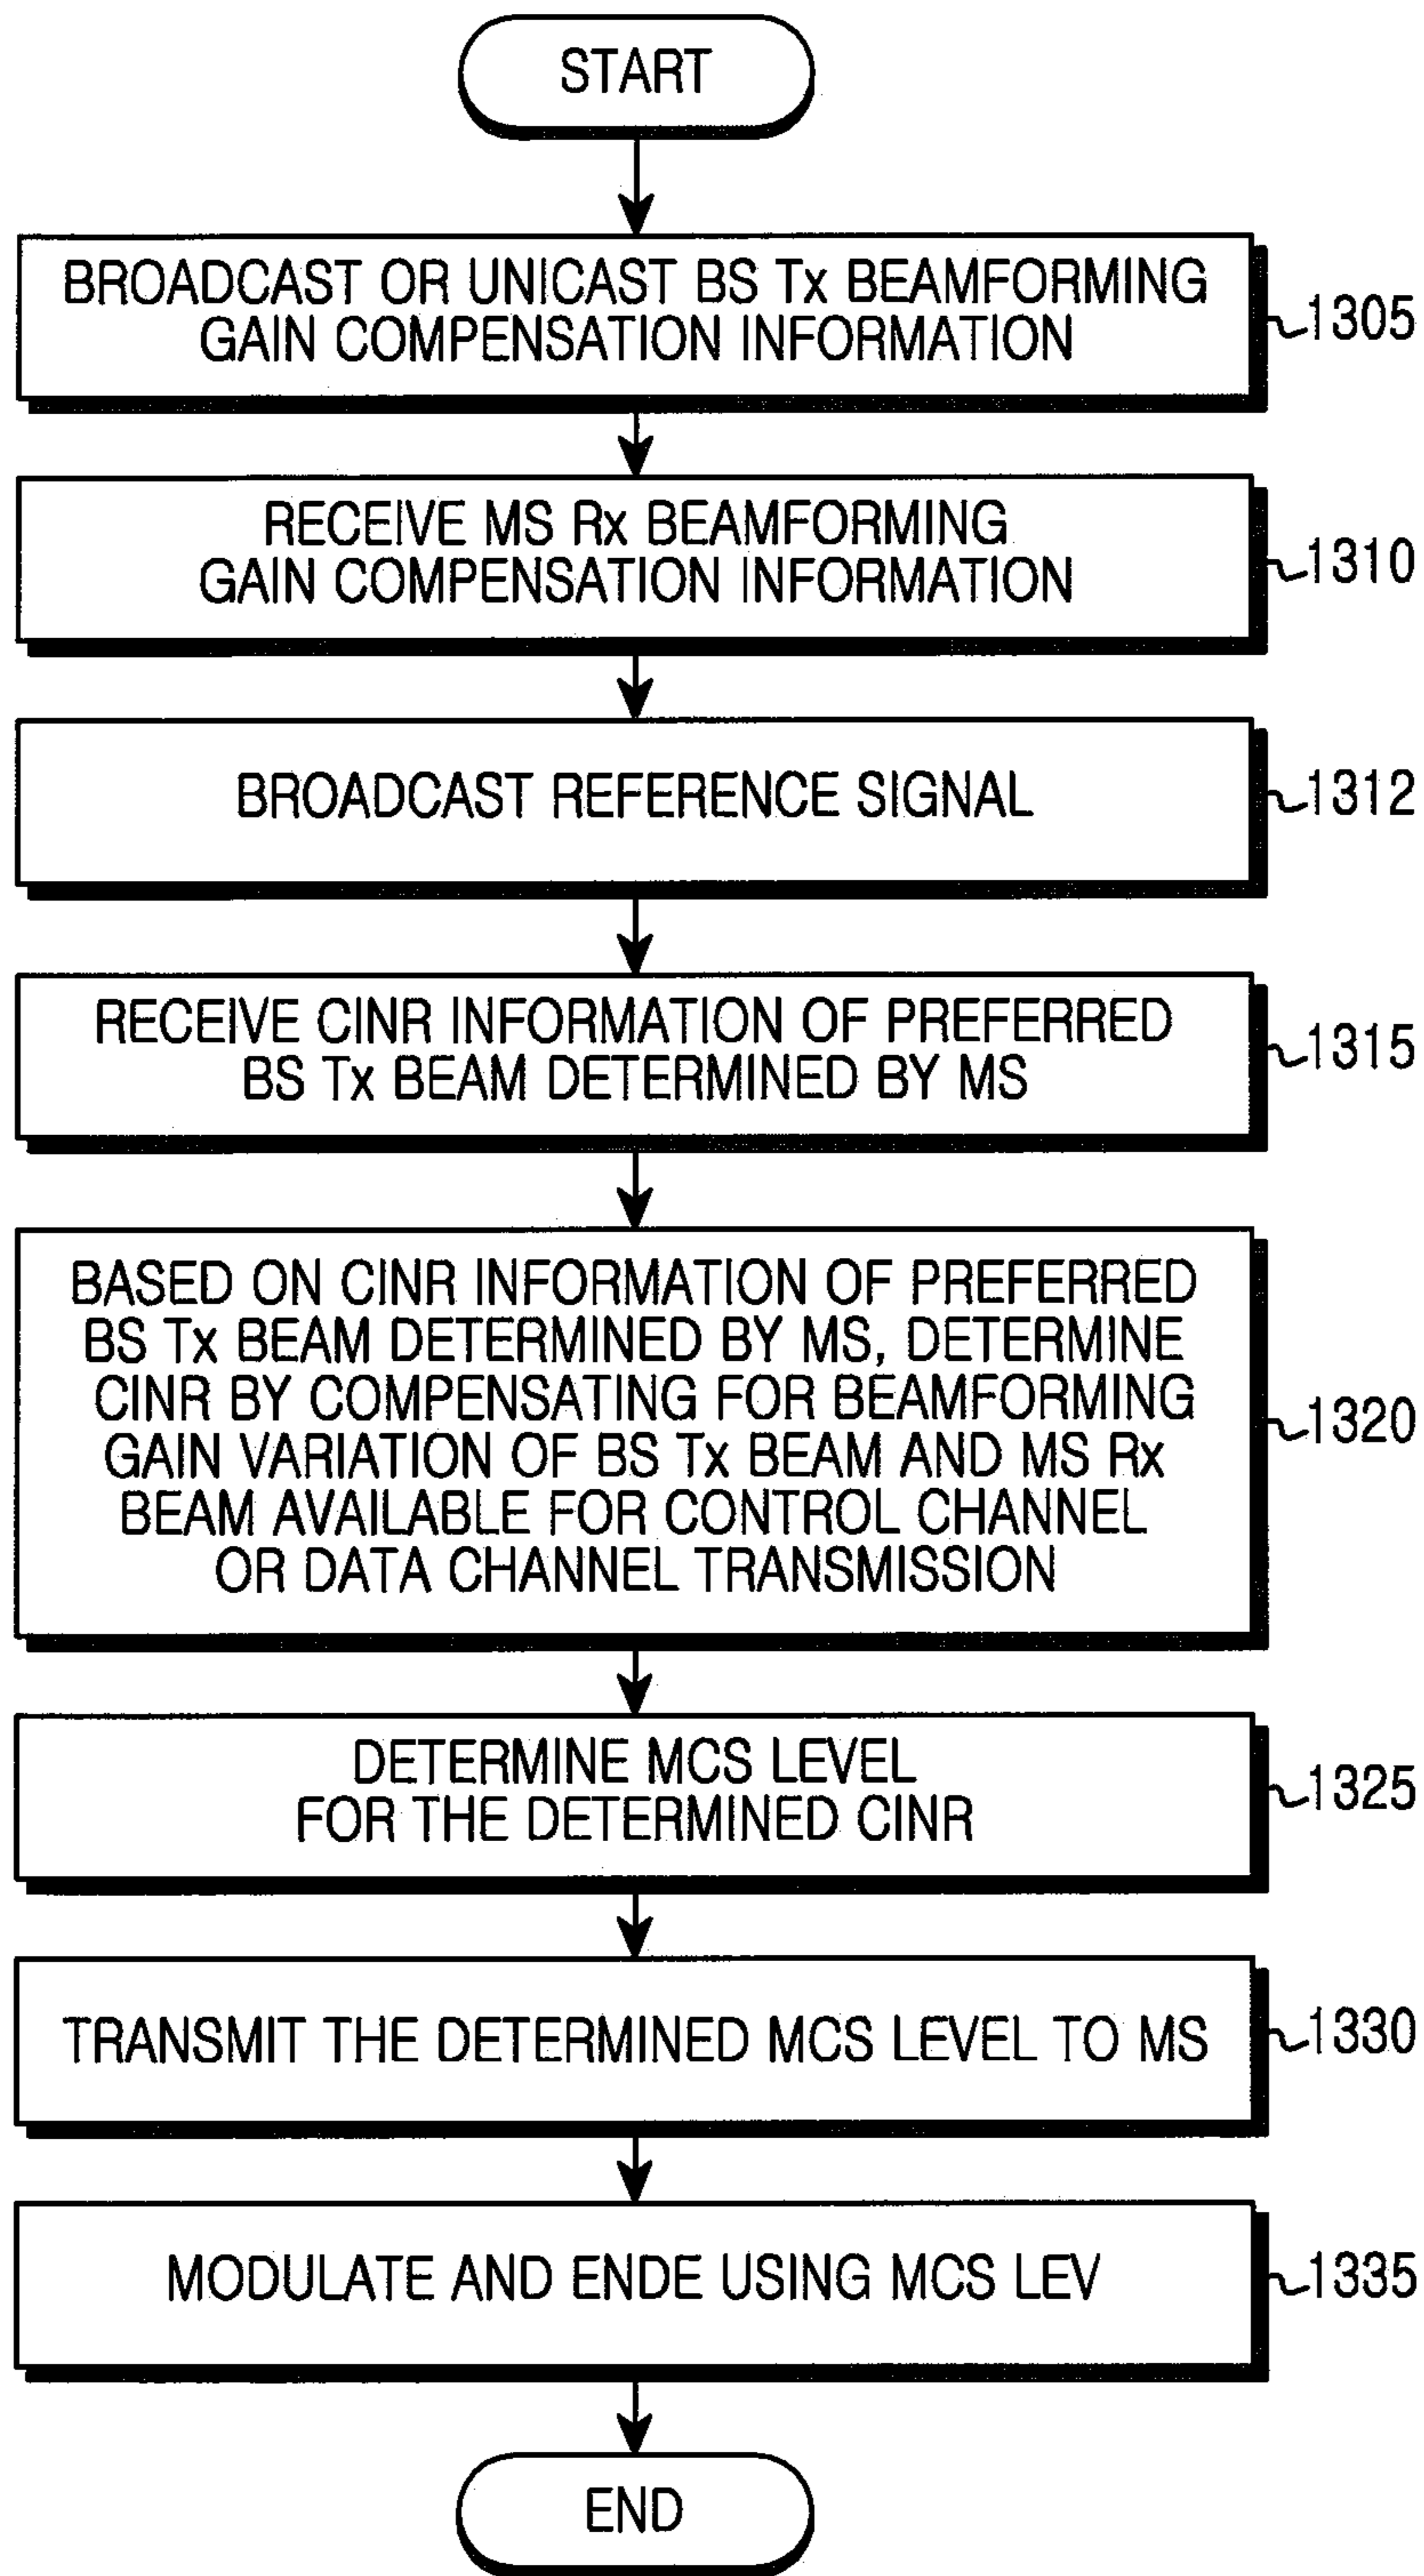 START
BROADCAST OR UNICAST BS Tx BEAMFORMING
GAIN COMPENSATION INFORMATION
1305
RECEIVE MS Rx BEAMFORMING
GAIN COMPENSATION INFORMATION
1310
BROADCAST REFERENCE SIGNAL
1312
RECEIVE CINR INFORMATION OF PREFERRED
BS Tx BEAM DETERMINED BY MS
1315
BASED ON CINR INFORMATION OF PREFERRED
BS Tx BEAM DETERMINED BY MS, DETERMINE
CINR BY COMPENSATING FOR BEAMFORMING
GAIN VARIATION OF BS Tx BEAM AND MS Rx
BEAM AVAILABLE FOR CONTROL CHANNEL
OR DATA CHANNEL TRANSMISSION
1320
DETERMINE MCS LEVEL
FOR THE DETERMINED CINR
1325
TRANSMIT THE DETERMINED MCS LEVEL TO MS
1330
MODULATE AND ENDE USING MCS LEV
1335
END